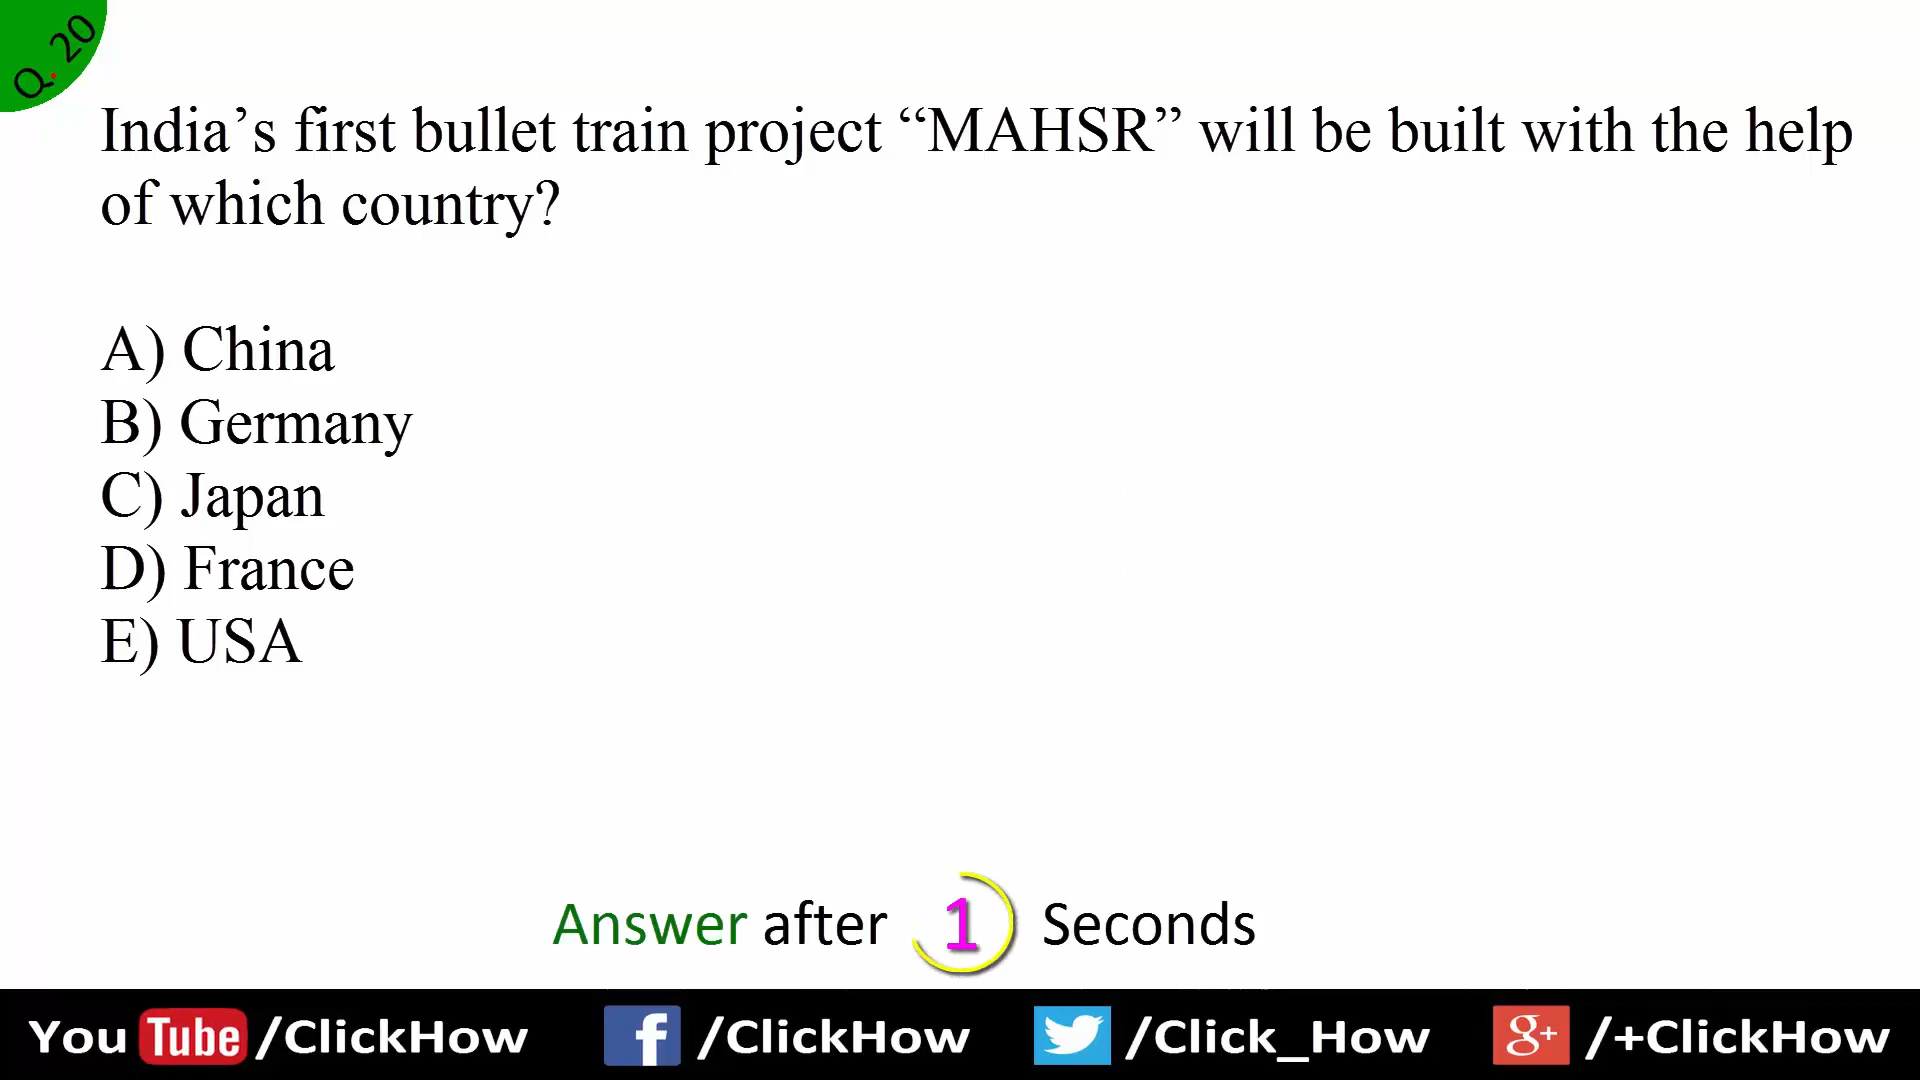 Q. 20
India’s first bullet train project “MAHSR” will be built with the help
of which country?
A) China
B) Germany
C) Japan
D) France
E) USA
Answer after 1 Seconds
You Tube /ClickHow f /ClickHow /Click_How g+ /+ClickHow